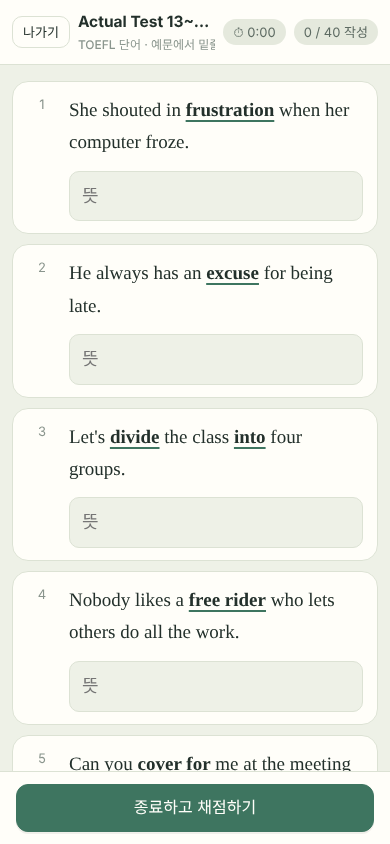 나가기
Actual Test 13~...
TOEFL 단어 · 예문에서 밑줄
0:00
0 / 40 작성
1
She shouted in frustration when her
computer froze.
뜻
2
He always has an excuse for being
late.
뜻
3
Let's divide the class into four
groups.
뜻
4
Nobody likes a free rider who lets
others do all the work.
뜻
5
Can you cover for me at the meeting
종료하고 채점하기